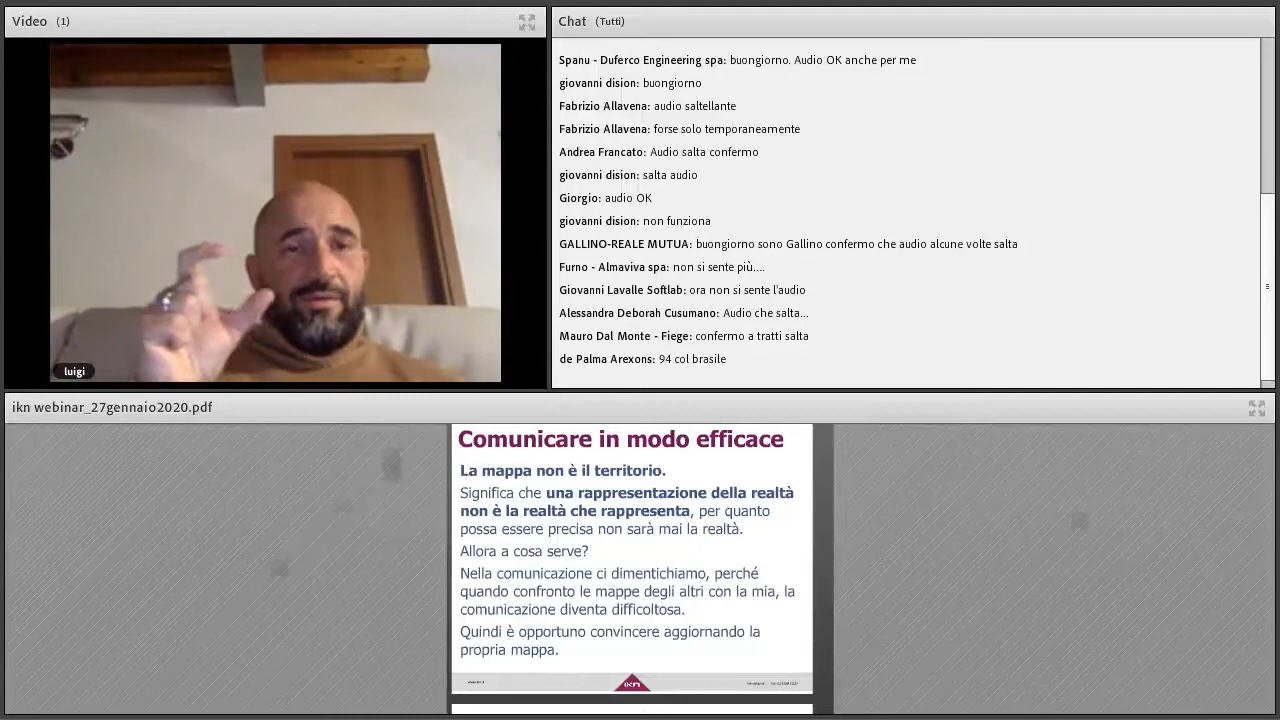 Video (1)
luigi
Chat (Tutti)
Spanu - Duferco Engineering spa: buongiorno. Audio OK anche per me
giovanni dision: buongiorno
Fabrizio Allavena: audio saltellante
Fabrizio Allavena: forse solo temporaneamente
Andrea Francato: Audio salta confermo
giovanni dision: salta audio
Giorgio: audio OK
giovanni dision: non funziona
GALLINO-REALE MUTUA: buongiorno sono Gallino confermo che audio alcune volte salta
Furno - Almaviva spa: non si sente più....
Giovanni Lavalle Softlab: ora non si sente l'audio
Alessandra Deborah Cusumano: Audio che salta...
Mauro Dal Monte - Fiege: confermo a tratti salta
de Palma Arexons: 94 col brasile
ikn webinar_27gennaio2020.pdf
Comunicare in modo efficace
La mappa non è il territorio.
Significa che una rappresentazione della realtà
non è la realtà che rappresenta, per quanto
possa essere precisa non sarà mai la realtà.
Allora a cosa serve?
Nella comunicazione ci dimentichiamo, perché
quando confronto le mappe degli altri con la mia, la
comunicazione diventa difficoltosa.
Quindi è opportuno convincere aggiornando la
propria mappa.
ikn